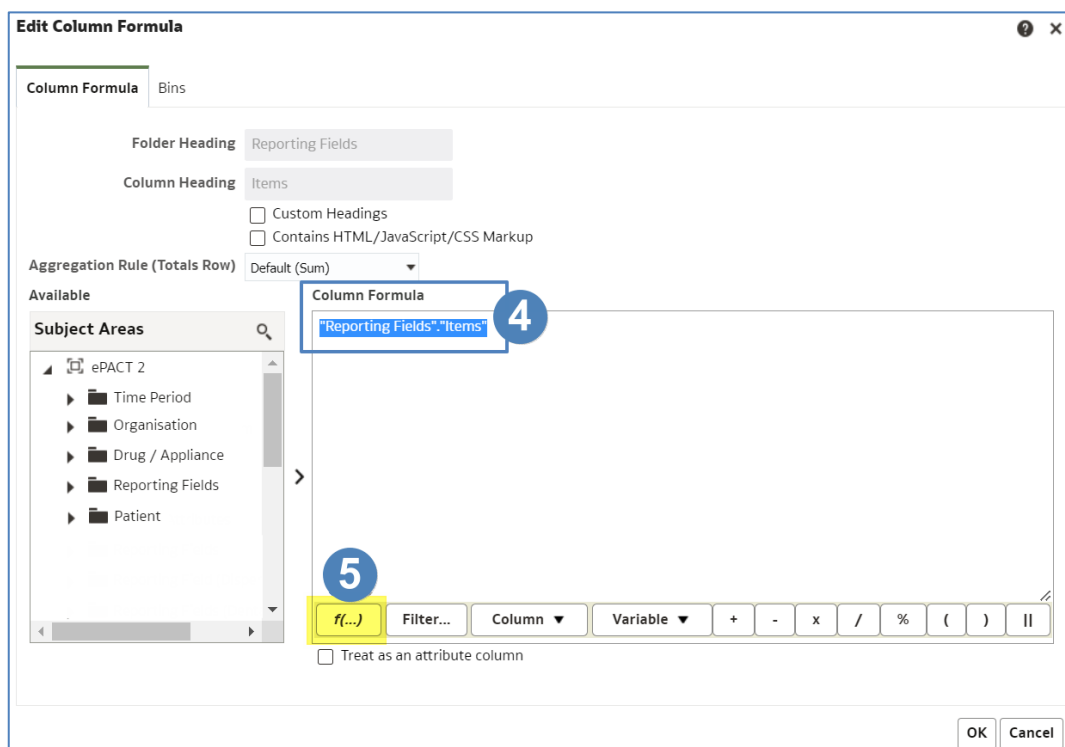 Edit Column Formula
Column Formula Bins
Folder Heading Reporting Fields
Column Heading Items
Custom Headings
Contains HTML/JavaScript/CSS Markup
Aggregation Rule (Totals Row) Default (Sum)
Available Column Formula
Subject Areas
"Reporting Fields"."Items" 4
ePACT 2
Time Period
Organisation
Drug / Appliance
Reporting Fields
Patient
5
f(...) Filter... Column Variable + - x / % ( ) ||
Treat as an attribute column
OK Cancel